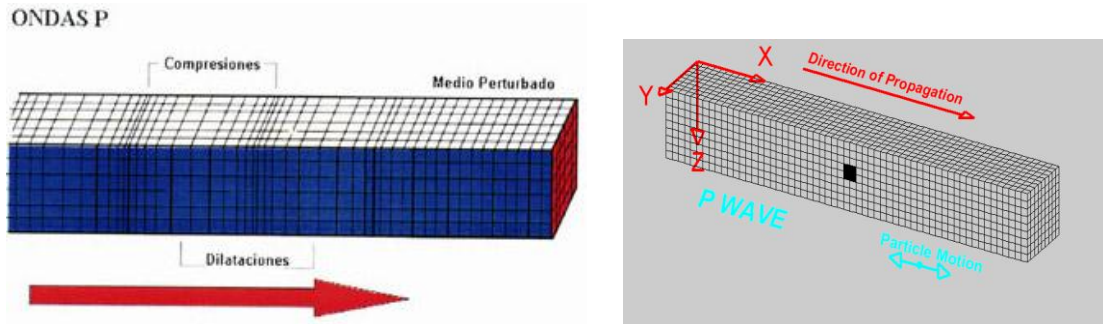 ONDAS P
Compresiones
Medio Perturbado
Dilataciones
X
Direction of Propagation
Y
Z
P WAVE
Particle Motion